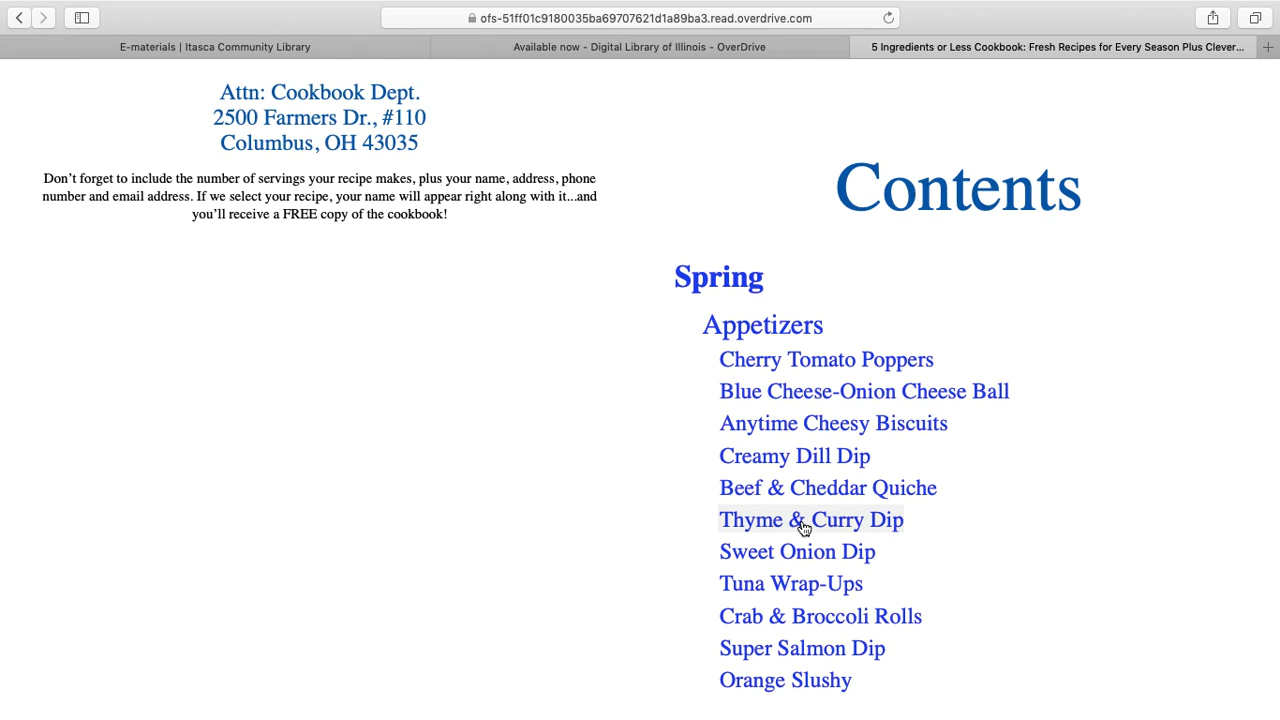 ofs-51ff01c9180035ba69707621d1a89ba3.read.overdrive.com
E-materials | Itasca Community Library
Available now - Digital Library of Illinois - OverDrive
5 Ingredients or Less Cookbook: Fresh Recipes for Every Season Plus Clever...
Attn: Cookbook Dept.
2500 Farmers Dr., #110
Columbus, OH 43035
Don’t forget to include the number of servings your recipe makes, plus your name, address, phone
number and email address. If we select your recipe, your name will appear right along with it...and
you’ll receive a FREE copy of the cookbook!
Contents
Spring
Appetizers
Cherry Tomato Poppers
Blue Cheese-Onion Cheese Ball
Anytime Cheesy Biscuits
Creamy Dill Dip
Beef & Cheddar Quiche
Thyme & Curry Dip
Sweet Onion Dip
Tuna Wrap-Ups
Crab & Broccoli Rolls
Super Salmon Dip
Orange Slushy